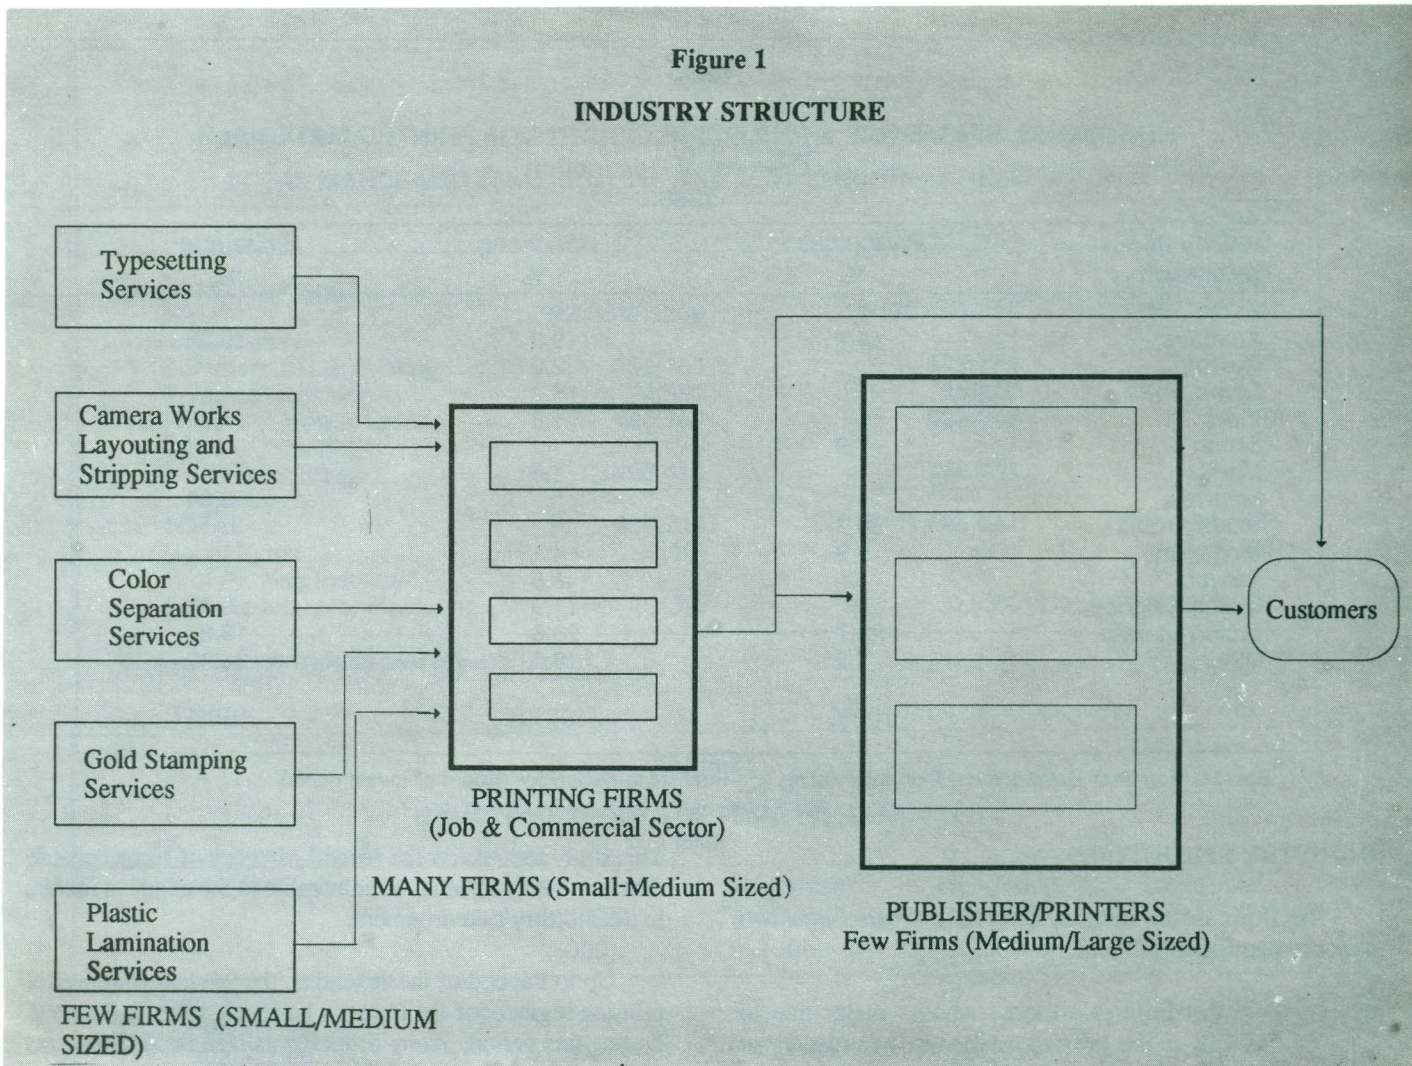 Figure 1
INDUSTRY STRUCTURE
Typesetting
Services
Camera Works
Layouting and
Stripping Services
Color
Separation
Services
Gold Stamping
Services
Plastic
Lamination
Services
FEW FIRMS (SMALL/MEDIUM
SIZED)
PRINTING FIRMS
(Job & Commercial Sector)
MANY FIRMS (Small-Medium Sized)
PUBLISHER/PRINTERS
Few Firms (Medium/Large Sized)
Customers